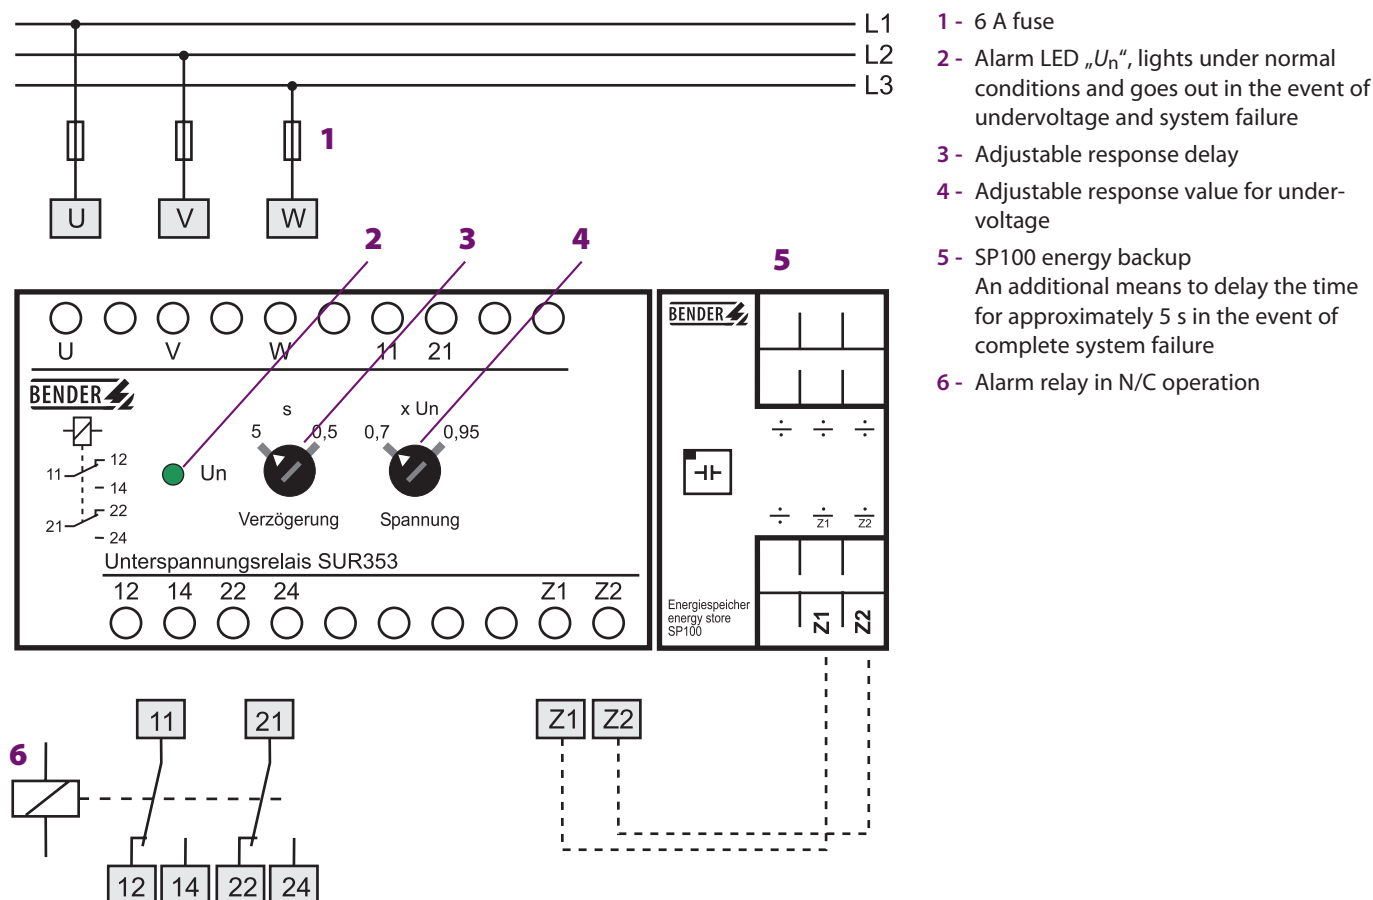 L1
L2
L3
1
U
V
W
2
3
4
5
U
V
W
11
21
BENDER
s
x Un
5
0,5
0,7
0,95
11
12
14
21
22
24
Un
Verzögerung
Spannung
Unterspannungsrelais SUR353
12
14
22
24
Z1
Z2
BENDER
÷ ÷ ÷
÷ ÷ ÷
Z1
Z2
Energiespeicher
energy store
SP100
Z1
Z2
11
21
Z1
Z2
6
12
14
22
24
1 - 6 A fuse
2 - Alarm LED „Un“, lights under normal
conditions and goes out in the event of
undervoltage and system failure
3 - Adjustable response delay
4 - Adjustable response value for under-
voltage
5 - SP100 energy backup
An additional means to delay the time
for approximately 5 s in the event of
complete system failure
6 - Alarm relay in N/C operation